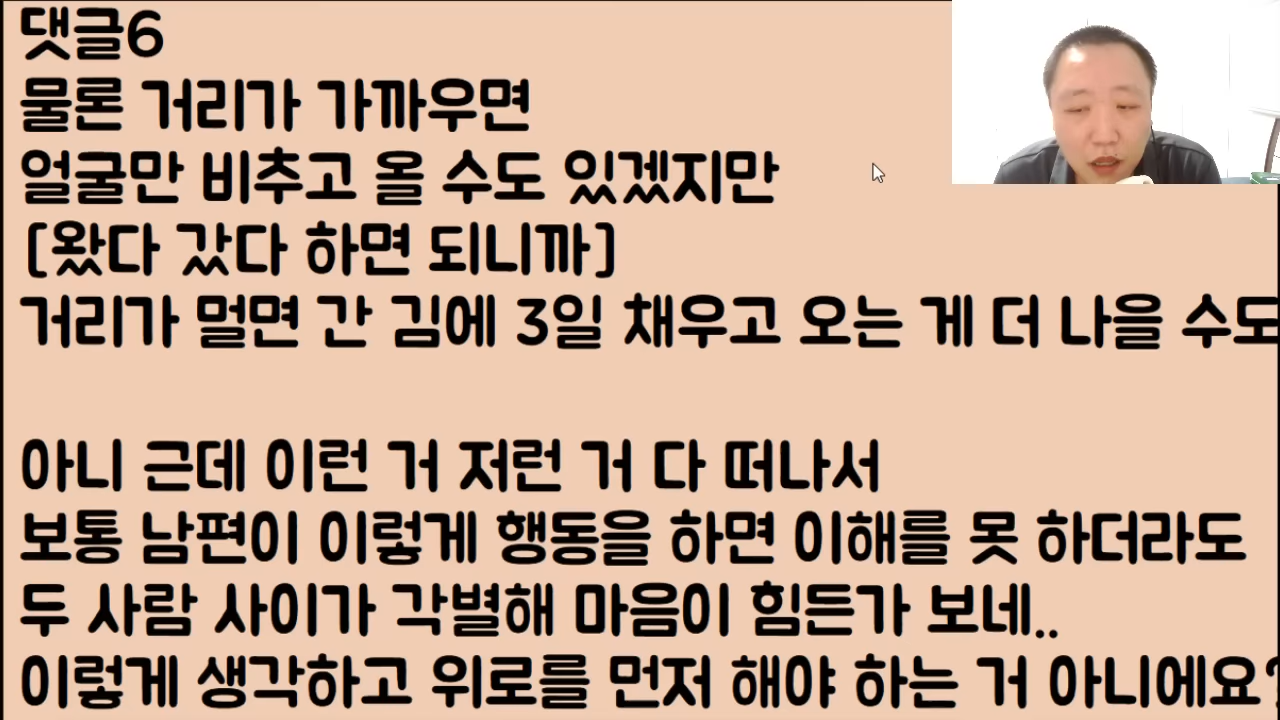 댓글6
물론 거리가 가까우면
얼굴만 비추고 올 수도 있겠지만
[왔다 갔다 하면 되니까]
거리가 멀면 간 김에 3일 채우고 오는 게 더 나을 수도
아니 근데 이런 거 저런 거 다 떠나서
보통 남편이 이렇게 행동을 하면 이해를 못 하더라도
두 사람 사이가 각별해 마음이 힘든가 보네..
이렇게 생각하고 위로를 먼저 해야 하는 거 아니에요?